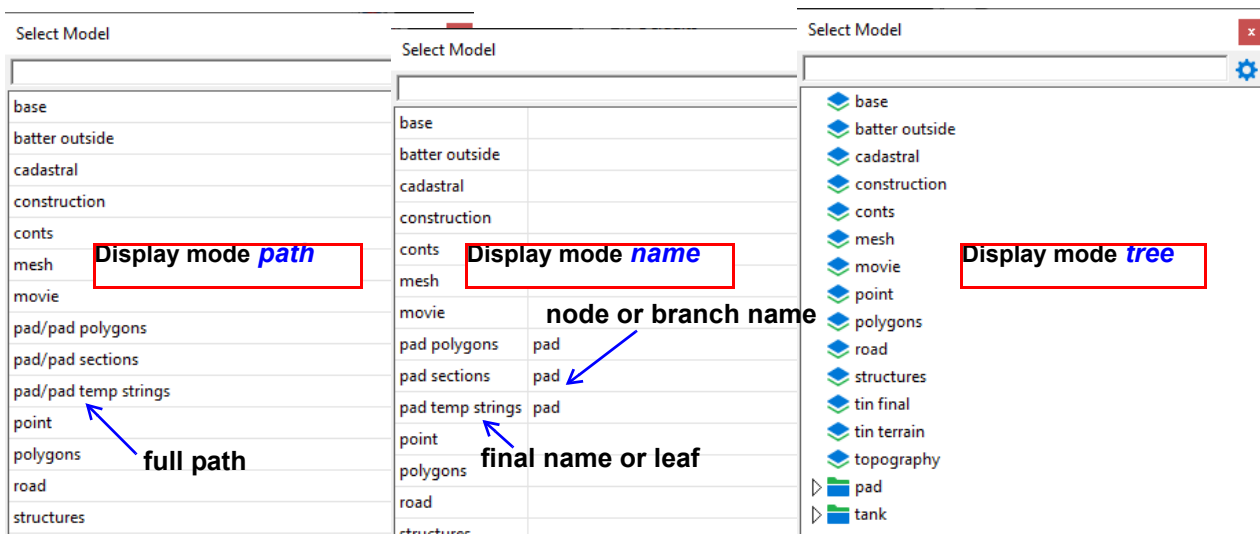 Select Model
base
batter outside
cadastral
construction
conts
mesh
movie
pad/pad polygons
pad/pad sections
pad/pad temp strings
point
polygons
road
structures
Display mode path
full path
Select Model
base
batter outside
cadastral
construction
conts
mesh
movie
pad polygons pad
pad sections pad
pad temp strings pad
point
polygons
road
structures
Display mode name
node or branch name
final name or leaf
Select Model
x
base
batter outside
cadastral
construction
conts
mesh
movie
point
polygons
road
structures
tin final
tin terrain
topography
pad
tank
Display mode tree